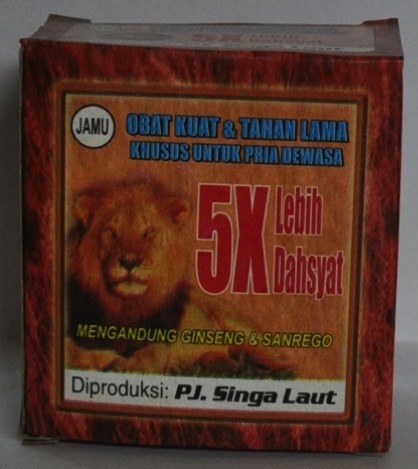 JAMU
OBAT KUAT & TAHAN LAMA
KHUSUS UNTUK PRIA DEWASA
5X Lebih
Dahsyat
MENGANDUNG GINSENG & SANREGO
Diproduksi: PJ. Singa Laut